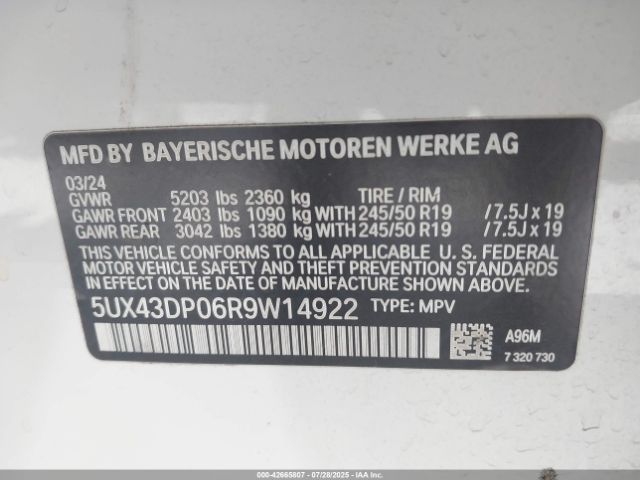 MFD BY BAYERISCHE MOTOREN WERKE AG
03/24
GVWR 5203 lbs 2360 kg TIRE / RIM
GAWR FRONT 2403 lbs 1090 kg WITH 245/50 R19 /7.5J x 19
GAWR REAR 3042 lbs 1380 kg WITH 245/50 R19 /7.5J x 19
THIS VEHICLE CONFORMS TO ALL APPLICABLE U. S. FEDERAL
MOTOR VEHICLE SAFETY AND THEFT PREVENTION STANDARDS
IN EFFECT ON THE DATE OF MANUFACTURE SHOWN ABOVE.
5UX43DP06R9W14922 TYPE: MPV
A96M
7 320 730
000-42665807 07/28/2025 Copyright IAA, LLC